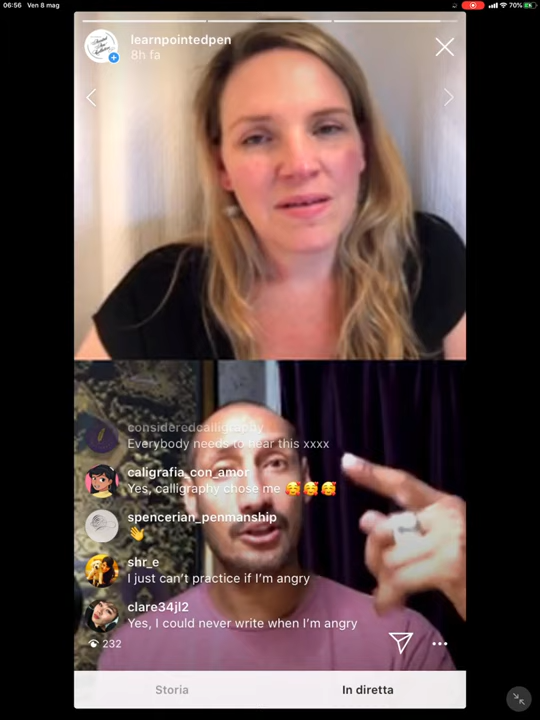 06:56 Ven 8 mag
70%
learnpointedpen
8h fa
consideredcalligraphy
Everybody needs to hear this xxxx
caligrafia_con_amor
Yes, calligraphy chose me 🥰🥰🥰
spencerian_penmanship
👋
shr_e
I just can't practice if I'm angry
clare34jl2
Yes, I could never write when I'm angry
232
Storia
In diretta